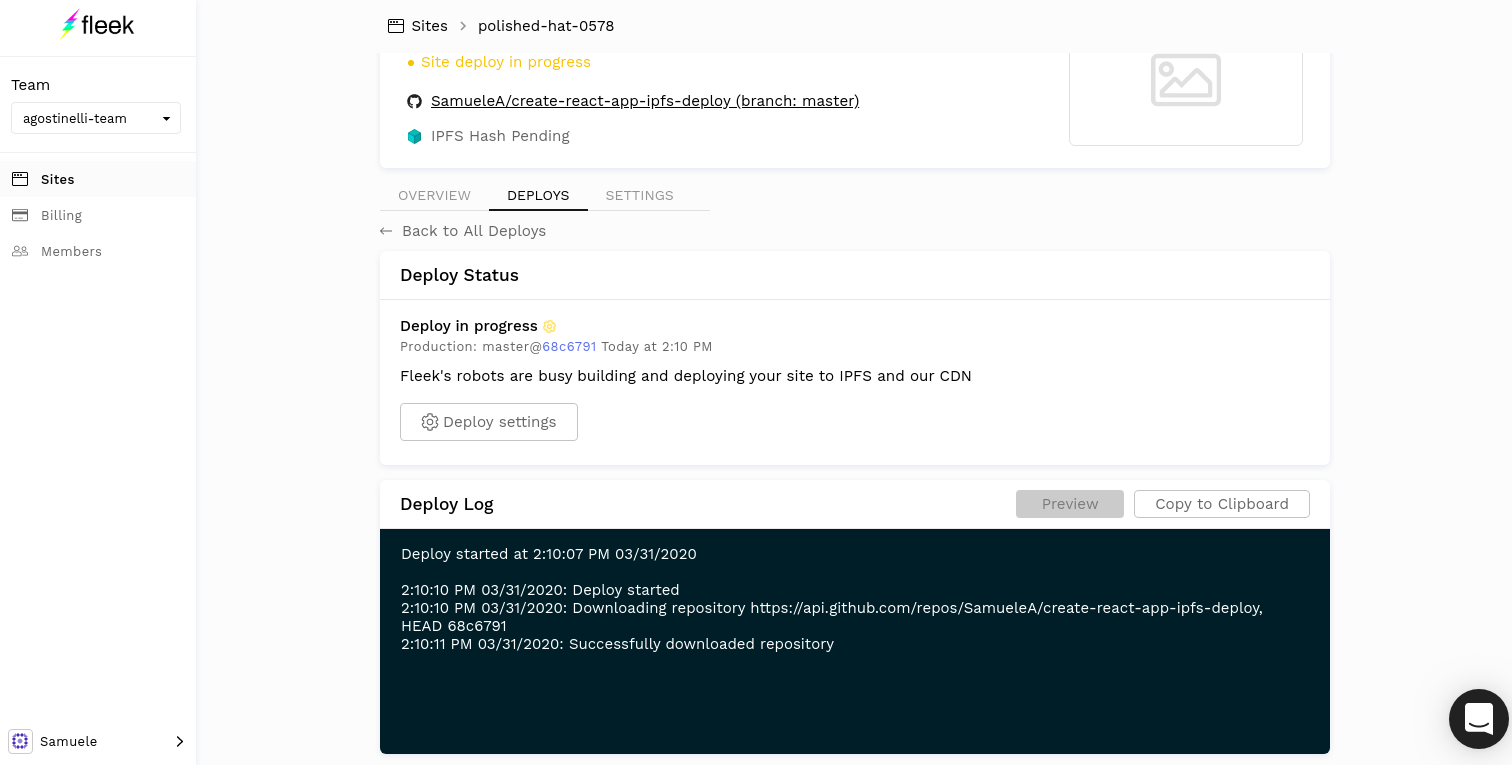 fleek
Team
agostinelli-team
Sites
Billing
Members
Samuele
Sites > polished-hat-0578
Site deploy in progress
SamueleA/create-react-app-ipfs-deploy (branch: master)
IPFS Hash Pending
OVERVIEW DEPLOYS SETTINGS
← Back to All Deploys
Deploy Status
Deploy in progress
Production: master@68c6791 Today at 2:10 PM
Fleek's robots are busy building and deploying your site to IPFS and our CDN
Deploy settings
Deploy Log Preview Copy to Clipboard
Deploy started at 2:10:07 PM 03/31/2020
2:10:10 PM 03/31/2020: Deploy started
2:10:10 PM 03/31/2020: Downloading repository https://api.github.com/repos/SamueleA/create-react-app-ipfs-deploy,
HEAD 68c6791
2:10:11 PM 03/31/2020: Successfully downloaded repository